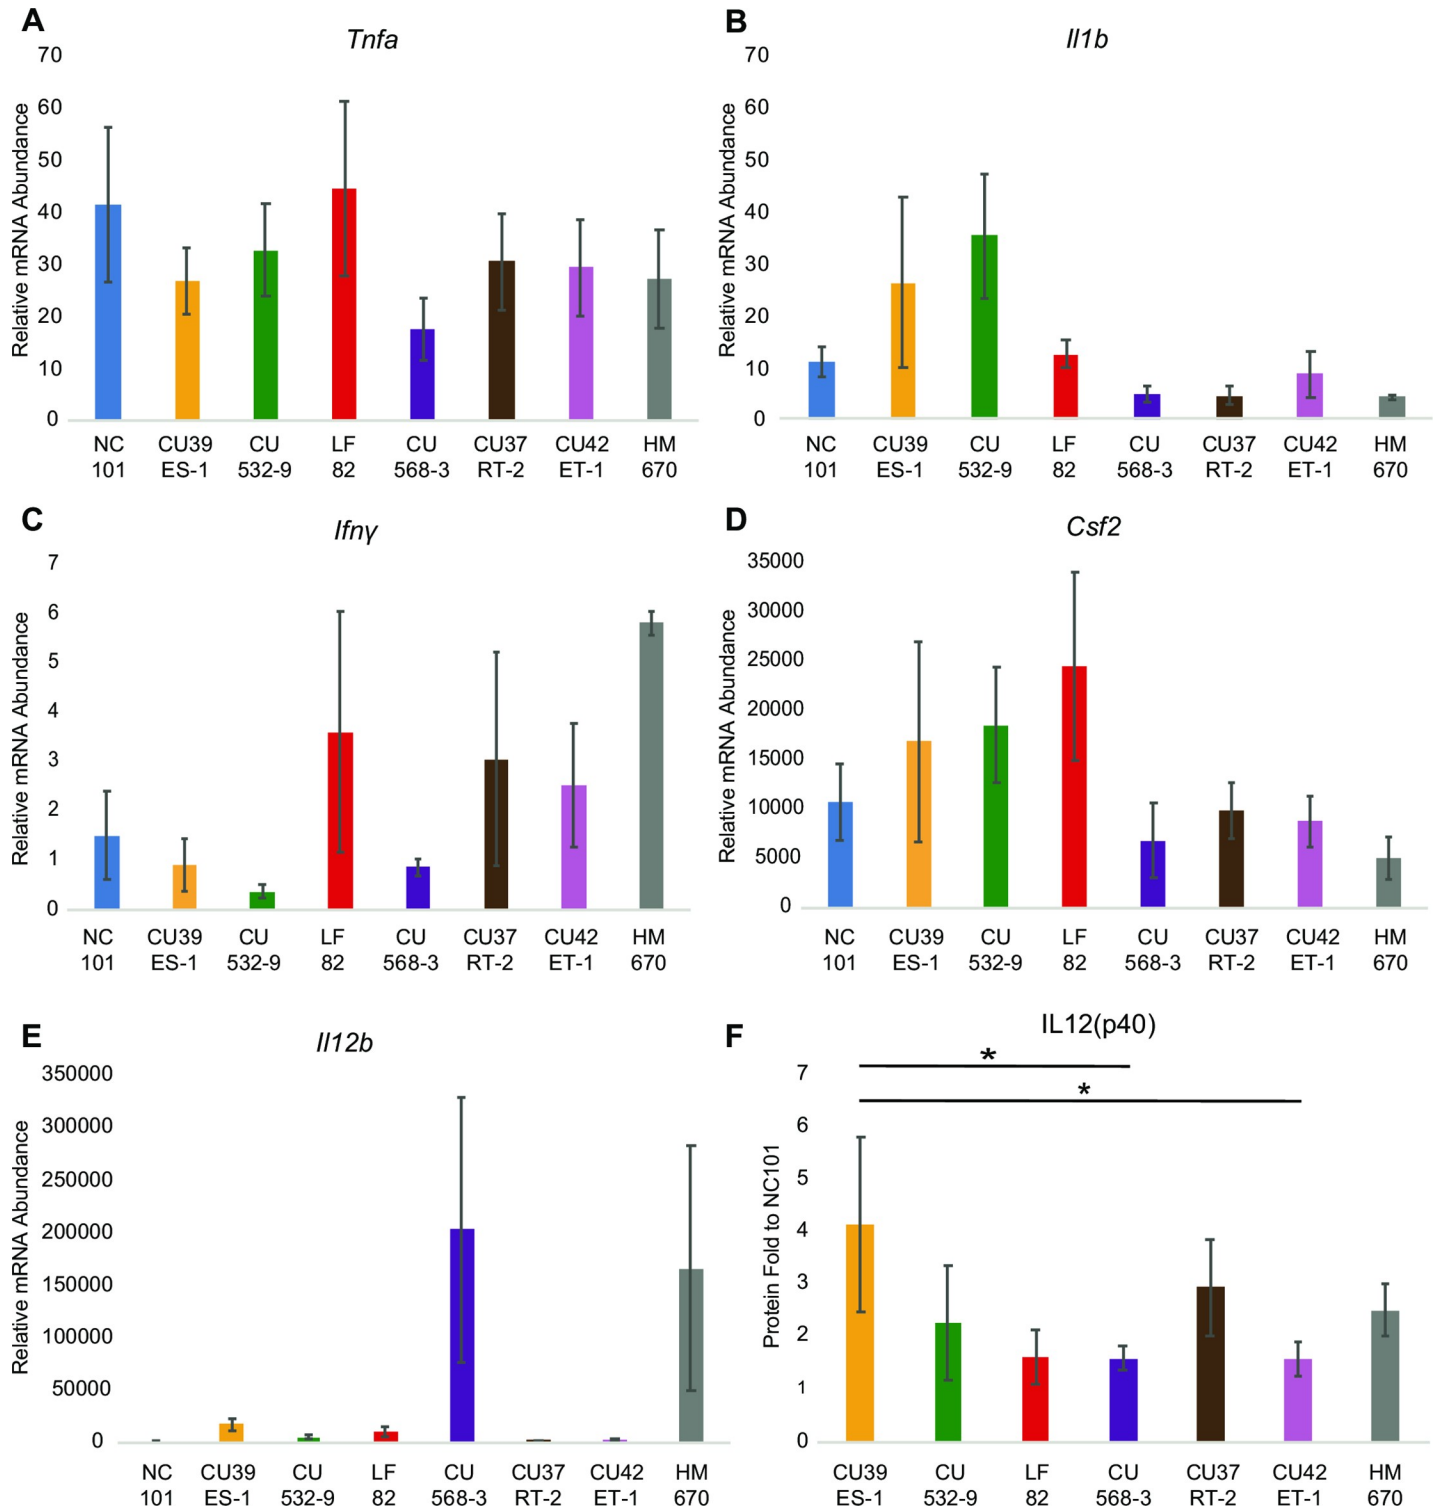 A
Tnfa
Relative mRNA Abundance
70
60
50
40
30
20
10
0
NC CU39 CU LF CU CU37 CU42 HM
101 ES-1 532-9 82 568-3 RT-2 ET-1 670
B
Il1b
Relative mRNA Abundance
70
60
50
40
30
20
10
0
NC CU39 CU LF CU CU37 CU42 HM
101 ES-1 532-9 82 568-3 RT-2 ET-1 670
C
Ifnγ
Relative mRNA Abundance
7
6
5
4
3
2
1
0
NC CU39 CU LF CU CU37 CU42 HM
101 ES-1 532-9 82 568-3 RT-2 ET-1 670
D
Csf2
Relative mRNA Abundance
35000
30000
25000
20000
15000
10000
5000
0
NC CU39 CU LF CU CU37 CU42 HM
101 ES-1 532-9 82 568-3 RT-2 ET-1 670
E
Il12b
Relative mRNA Abundance
350000
300000
250000
200000
150000
100000
50000
0
NC CU39 CU LF CU CU37 CU42 HM
101 ES-1 532-9 82 568-3 RT-2 ET-1 670
F
IL12(p40)
*
*
Protein Fold to NC101
7
6
5
4
3
2
1
0
CU39 CU LF CU CU37 CU42 HM
ES-1 532-9 82 568-3 RT-2 ET-1 670